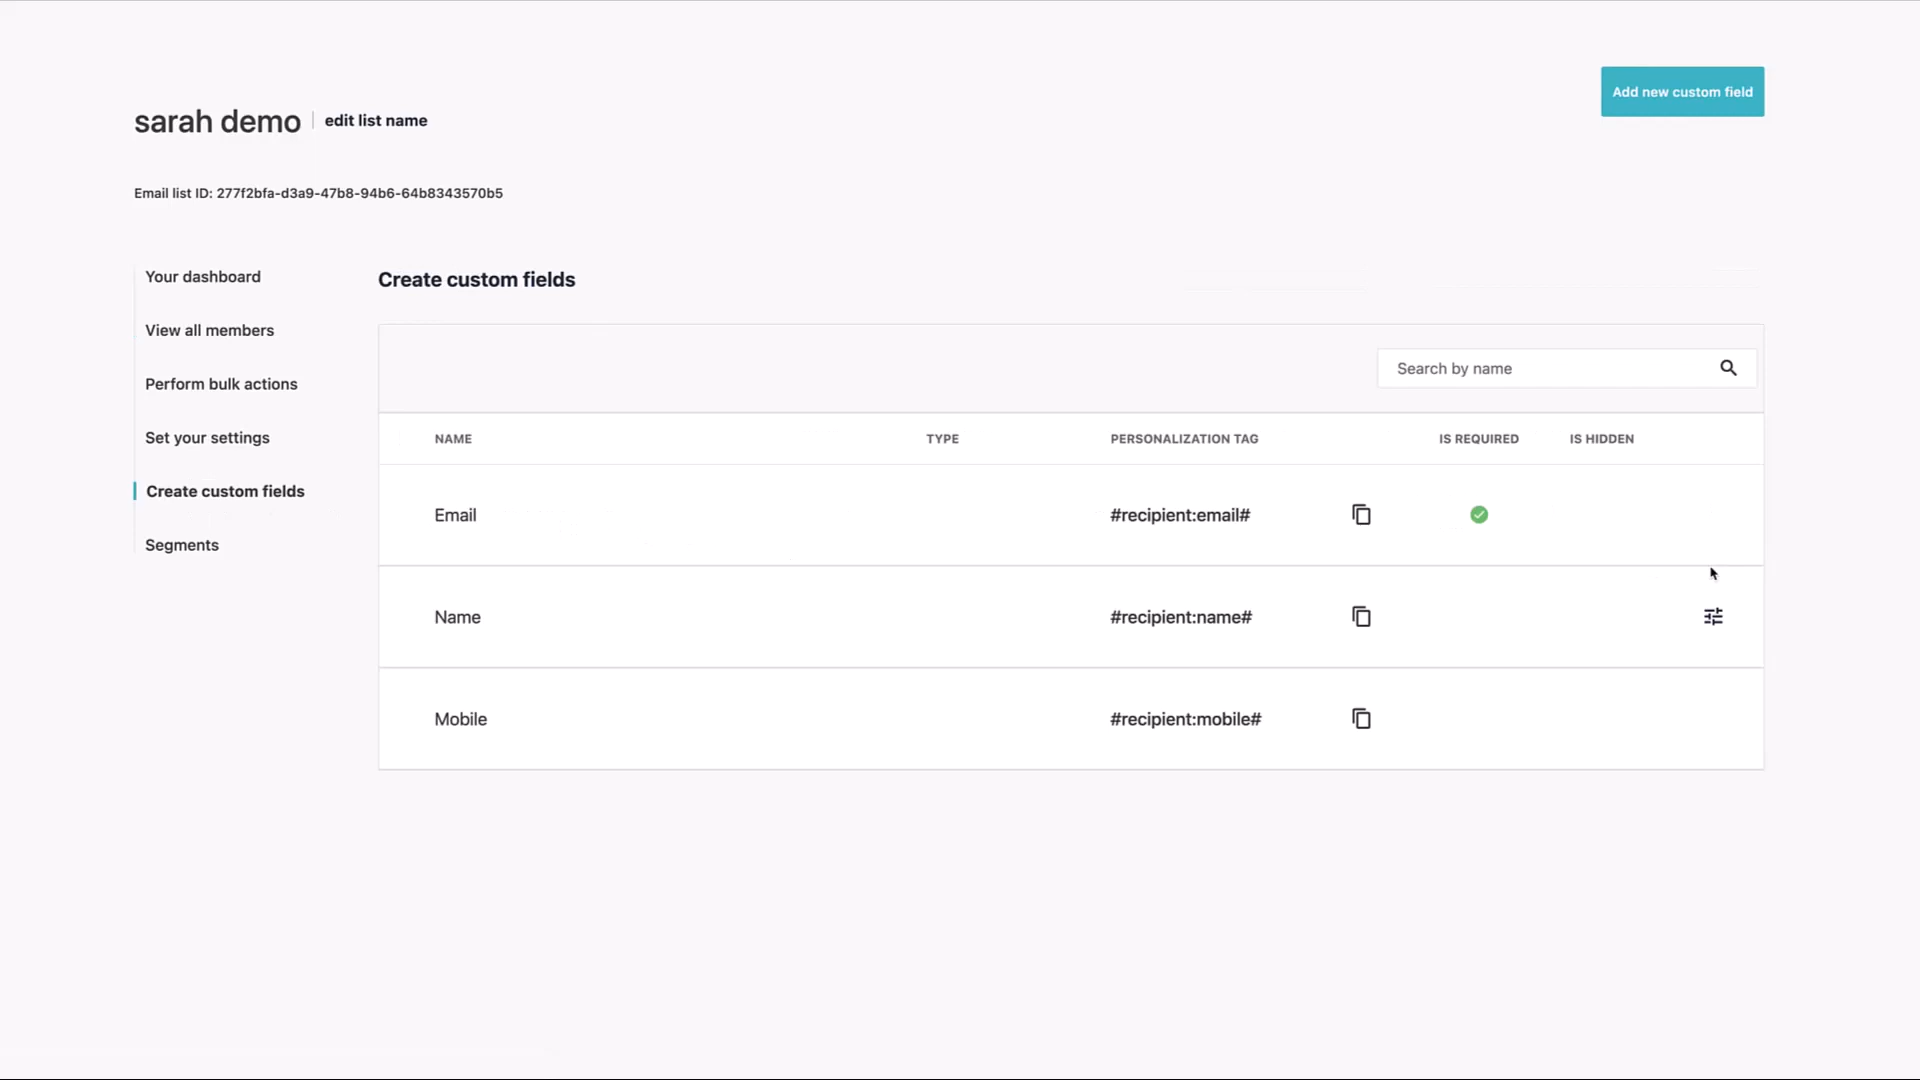 Add new custom field
sarah demo edit list name
Email list ID: 277f2bfa-d3a9-47b8-94b6-64b8343570b5
Your dashboard
View all members
Perform bulk actions
Set your settings
Create custom fields
Segments
Create custom fields
Search by name
NAME TYPE PERSONALIZATION TAG IS REQUIRED IS HIDDEN
Email #recipient:email#
Name #recipient:name#
Mobile #recipient:mobile#